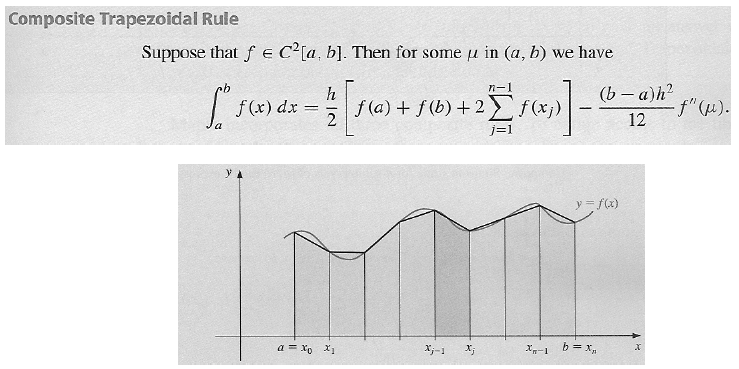 Composite Trapezoidal Rule
Suppose that f ∈ C²[a, b]. Then for some μ in (a, b) we have
∫_a^b f(x) dx = h/2 [ f(a) + f(b) + 2 ∑_{j=1}^{n−1} f(x_j) ] − (b − a)h²/12 f″(μ).
y
y = f(x)
a = x₀ x₁ x_{j−1} x_j x_{n−1} b = x_n x